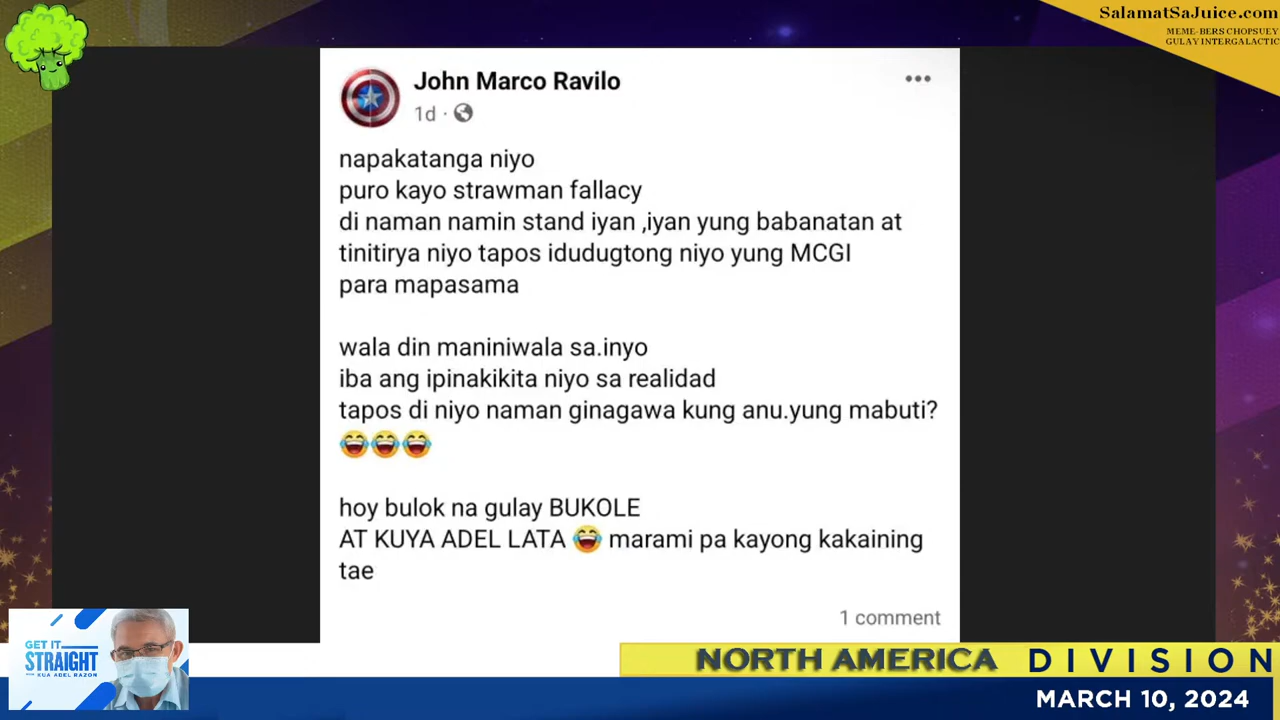 SalamatSaJuice.com
MEME-BERS CHOPSUEY
GULAY INTERGALACTIC
John Marco Ravilo
1d ·
napakatanga niyo
puro kayo strawman fallacy
di naman namin stand iyan ,iyan yung babanatan at
tinitirya niyo tapos idudugtong niyo yung MCGI
para mapasama
wala din maniniwala sa.inyo
iba ang ipinakikita niyo sa realidad
tapos di niyo naman ginagawa kung anu.yung mabuti?
😂😂😂
hoy bulok na gulay BUKOLE
AT KUYA ADEL LATA 😂 marami pa kayong kakaining
tae
1 comment
GET IT
STRAIGHT
KUA ADEL RAZON
NORTH AMERICA DIVISION
MARCH 10, 2024